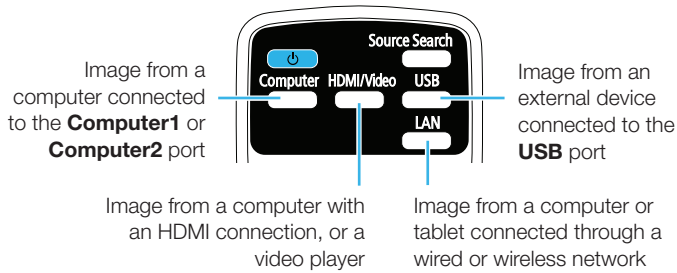 Source Search
Computer HDMI/Video USB
LAN
Image from a
computer connected
to the Computer1 or
Computer2 port
Image from an
external device
connected to the
USB port
Image from a computer with
an HDMI connection, or a
video player
Image from a computer or
tablet connected through a
wired or wireless network